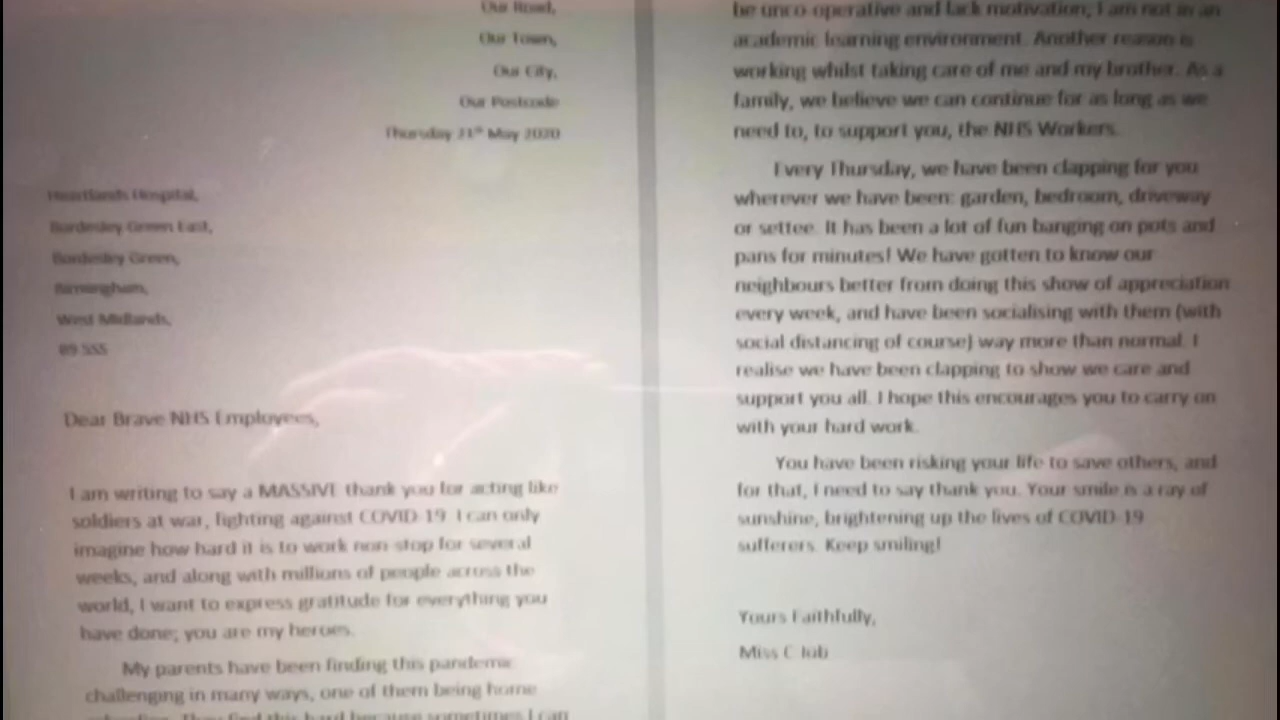 Our Road,
Our Town,
Our City,
Our Postcode
Thursday 21st May 2020
Heartlands Hospital,
Bordesley Green East,
Bordesley Green,
Birmingham,
West Midlands,
B9 5SS
Dear Brave NHS Employees,
I am writing to say a MASSIVE thank you for acting like
soldiers at war, fighting against COVID-19. I can only
imagine how hard it is to work non-stop for several
weeks, and along with millions of people across the
world, I want to express gratitude for everything you
have done; you are my heroes.
My parents have been finding this pandemic
challenging in many ways, one of them being home
schooling. They find this hard because sometimes I can
be unco-operative and lack motivation; I am not in an
academic learning environment. Another reason is
working whilst taking care of me and my brother. As a
family, we believe we can continue for as long as we
need to, to support you, the NHS Workers.
Every Thursday, we have been clapping for you
wherever we have been: garden, bedroom, driveway
or settee. It has been a lot of fun banging on pots and
pans for minutes! We have gotten to know our
neighbours better from doing this show of appreciation
every week, and have been socialising with them (with
social distancing of course) way more than normal. I
realise we have been clapping to show we care and
support you all. I hope this encourages you to carry on
with your hard work.
You have been risking your life to save others, and
for that, I need to say thank you. Your smile is a ray of
sunshine, brightening up the lives of COVID-19
sufferers. Keep smiling!
Yours Faithfully,
Miss C